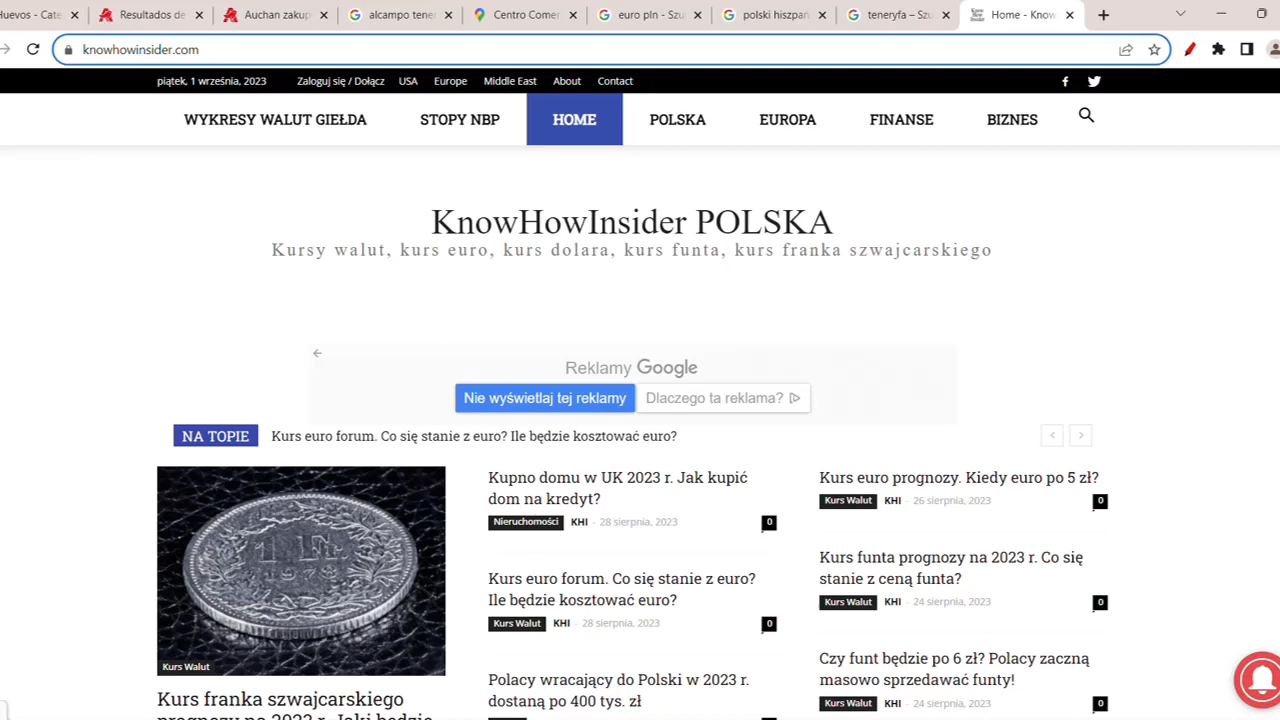 Huevos - Cate
Resultados de
Auchan zakup
alcampo tene
Centro Comer
euro pln - Szu
polski hiszpan
teneryfa – Szu
Home - Know
knowhowinsider.com
piątek, 1 września, 2023
Zaloguj się / Dołącz
USA
Europe
Middle East
About
Contact
WYKRESY WALUT GIEŁDA
STOPY NBP
HOME
POLSKA
EUROPA
FINANSE
BIZNES
KnowHowInsider POLSKA
Kursy walut, kurs euro, kurs dolara, kurs funta, kurs franka szwajcarskiego
Reklamy Google
Nie wyświetlaj tej reklamy
Dlaczego ta reklama?
NA TOPIE
Kurs euro forum. Co się stanie z euro? Ile będzie kosztować euro?
1 Fr.
Kurs Walut
Kurs franka szwajcarskiego
prognozy na 2023 r. Jaki będzie
Kupno domu w UK 2023 r. Jak kupić
dom na kredyt?
Nieruchomości KHI - 28 sierpnia, 2023 0
Kurs euro forum. Co się stanie z euro?
Ile będzie kosztować euro?
Kurs Walut KHI - 28 sierpnia, 2023 0
Polacy wracający do Polski w 2023 r.
dostaną po 400 tys. zł
Kurs euro prognozy. Kiedy euro po 5 zł?
Kurs Walut KHI - 26 sierpnia, 2023 0
Kurs funta prognozy na 2023 r. Co się
stanie z ceną funta?
Kurs Walut KHI - 24 sierpnia, 2023 0
Czy funt będzie po 6 zł? Polacy zaczną
masowo sprzedawać funty!
Kurs Walut KHI - 24 sierpnia, 2023 0